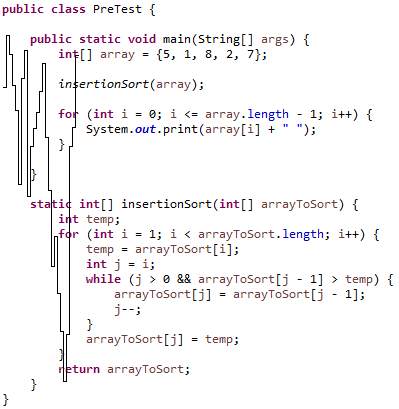 public class PreTest {
public static void main(String[] args) {
int[] array = {5, 1, 8, 2, 7};
insertionSort(array);
for (int i = 0; i <= array.length - 1; i++) {
System.out.print(array[i] + " ");
}
}
static int[] insertionSort(int[] arrayToSort) {
int temp;
for (int i = 1; i < arrayToSort.length; i++) {
temp = arrayToSort[i];
int j = i;
while (j > 0 && arrayToSort[j - 1] > temp) {
arrayToSort[j] = arrayToSort[j - 1];
j--;
}
arrayToSort[j] = temp;
}
return arrayToSort;
}
}